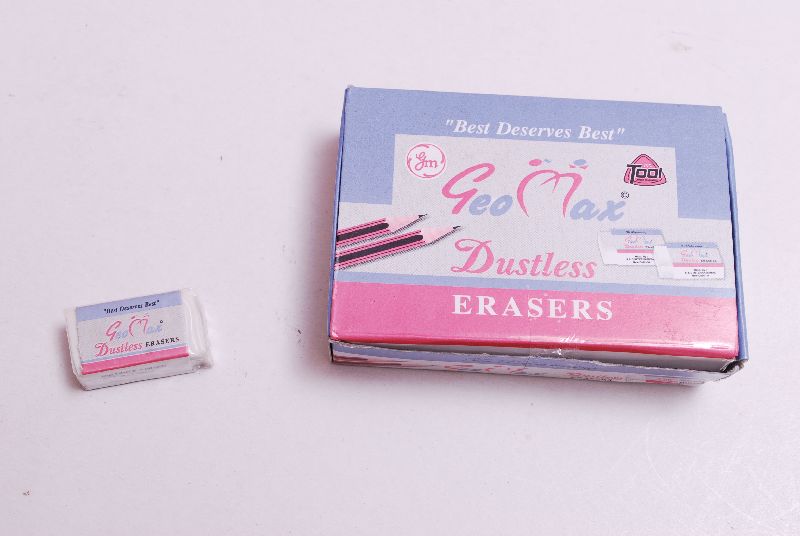 "Best Deserves Best"
GeoMax
Dustless ERASERS
"Best Deserves Best"
gm
Tool
GeoMax©
Dustless
ERASERS